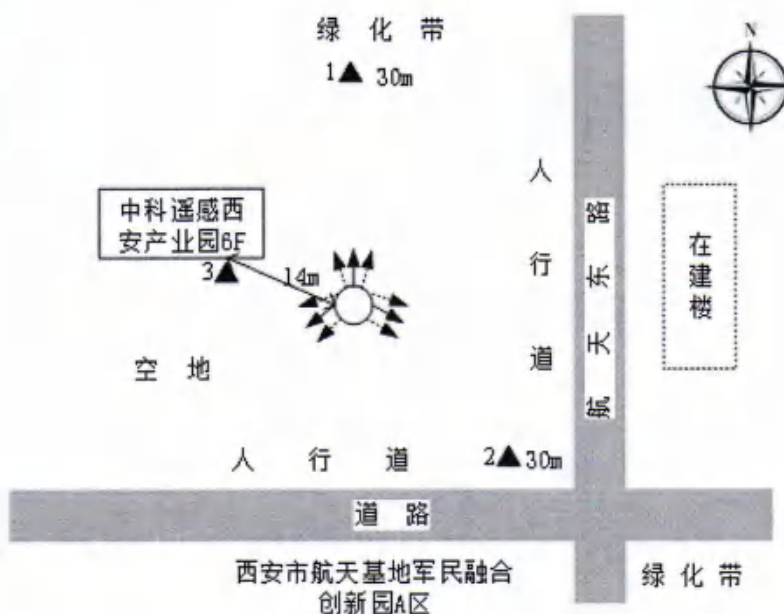 绿化带
1▲ 30m
N
人行道
中科遥感西
安产业园6F
3▲
14m
航天东路
在建楼
空地
人行道
2▲30m
道路
西安市航天基地军民融合
创新园A区
绿化带